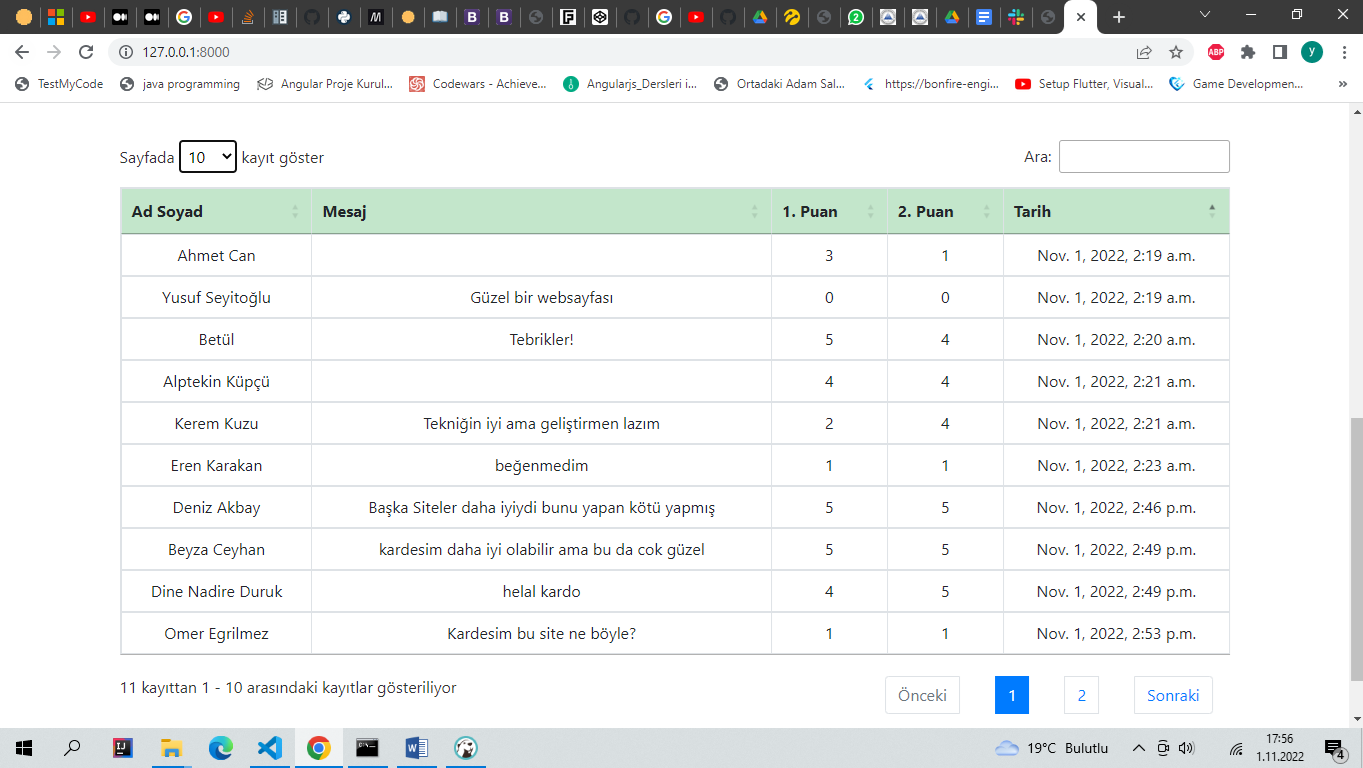 127.0.0.1:8000
ABP
y
TestMyCode
java programming
Angular Proje Kurul...
Codewars - Achieve...
Angularjs_Dersleri i...
Ortadaki Adam Sal...
https://bonfire-engi...
Setup Flutter, Visual...
Game Developmen...
»
Sayfada 10 kayıt göster
Ara:
Ad Soyad Mesaj 1. Puan 2. Puan Tarih
Ahmet Can 3 1 Nov. 1, 2022, 2:19 a.m.
Yusuf Seyitoğlu Güzel bir websayfası 0 0 Nov. 1, 2022, 2:19 a.m.
Betül Tebrikler! 5 4 Nov. 1, 2022, 2:20 a.m.
Alptekin Küpçü 4 4 Nov. 1, 2022, 2:21 a.m.
Kerem Kuzu Tekniğin iyi ama geliştirmen lazım 2 4 Nov. 1, 2022, 2:21 a.m.
Eren Karakan beğenmedim 1 1 Nov. 1, 2022, 2:23 a.m.
Deniz Akbay Başka Siteler daha iyiydi bunu yapan kötü yapmış 5 5 Nov. 1, 2022, 2:46 p.m.
Beyza Ceyhan kardesim daha iyi olabilir ama bu da cok güzel 5 5 Nov. 1, 2022, 2:49 p.m.
Dine Nadire Duruk helal kardo 4 5 Nov. 1, 2022, 2:49 p.m.
Omer Egrilmez Kardesim bu site ne böyle? 1 1 Nov. 1, 2022, 2:53 p.m.
11 kayıttan 1 - 10 arasındaki kayıtlar gösteriliyor
Önceki 1 2 Sonraki
19°C Bulutlu
17:56
1.11.2022
4